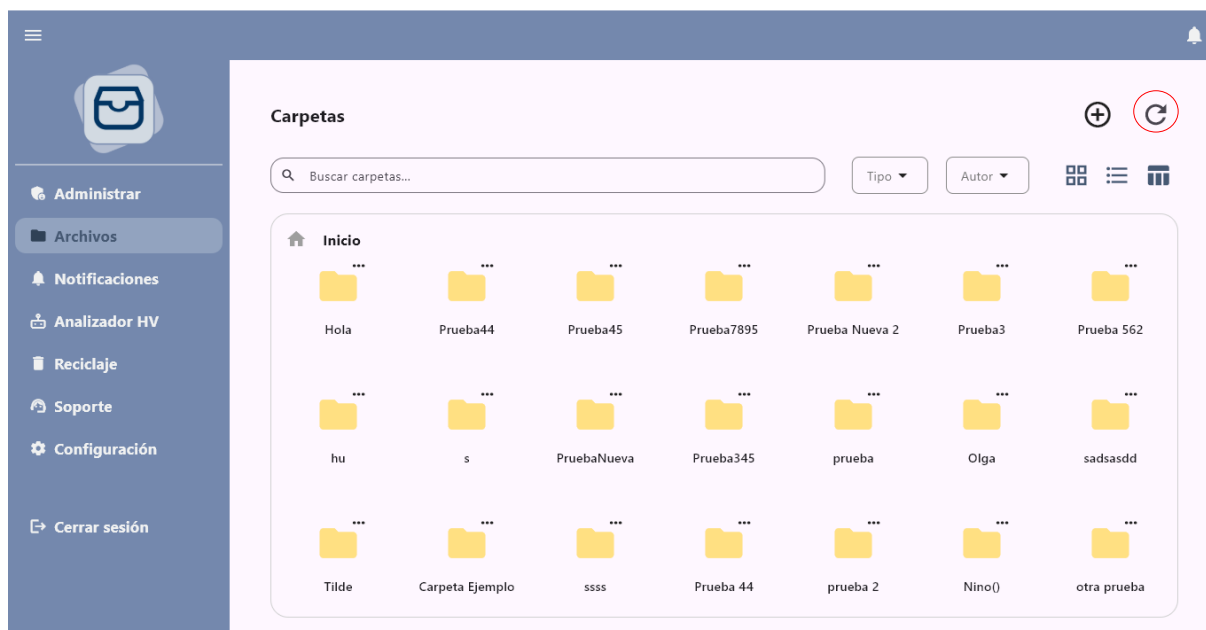 Carpetas
Buscar carpetas...
Tipo
Autor
Administrar
Archivos
Notificaciones
Analizador HV
Reciclaje
Soporte
Configuración
Cerrar sesión
Inicio
Hola Prueba44 Prueba45 Prueba7895 Prueba Nueva 2 Prueba3 Prueba 562
hu s PruebaNueva Prueba345 prueba Olga sadsasdd
Tilde Carpeta Ejemplo ssss Prueba 44 prueba 2 Nino() otra prueba